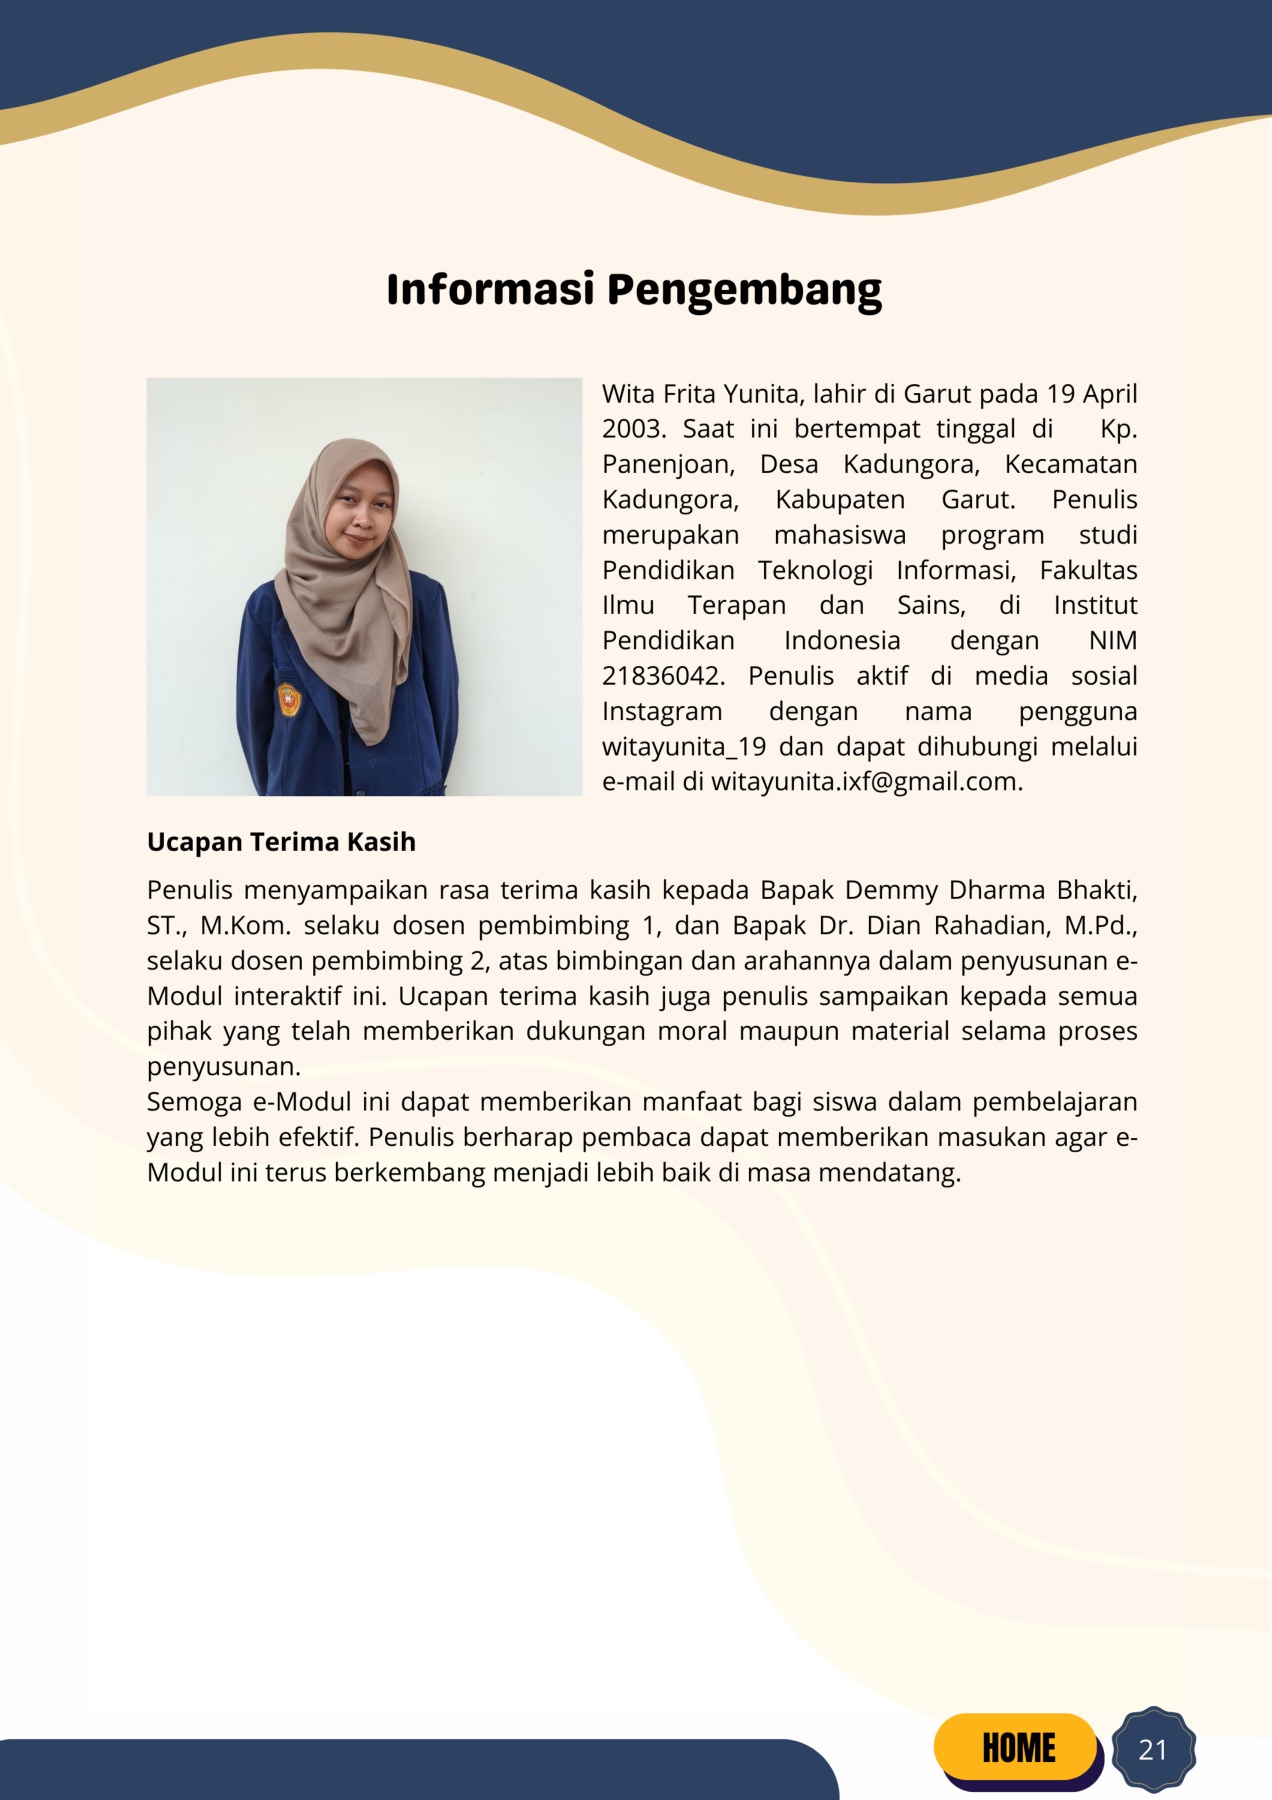 Informasi Pengembang
Wita Frita Yunita, lahir di Garut pada 19 April
2003. Saat ini bertempat tinggal di Kp.
Panenjoan, Desa Kadungora, Kecamatan
Kadungora, Kabupaten Garut. Penulis
merupakan mahasiswa program studi
Pendidikan Teknologi Informasi, Fakultas
Ilmu Terapan dan Sains, di Institut
Pendidikan Indonesia dengan NIM
21836042. Penulis aktif di media sosial
Instagram dengan nama pengguna
witayunita_19 dan dapat dihubungi melalui
e-mail di witayunita.ixf@gmail.com.
Ucapan Terima Kasih
Penulis menyampaikan rasa terima kasih kepada Bapak Demmy Dharma Bhakti,
ST., M.Kom. selaku dosen pembimbing 1, dan Bapak Dr. Dian Rahadian, M.Pd.,
selaku dosen pembimbing 2, atas bimbingan dan arahannya dalam penyusunan e-
Modul interaktif ini. Ucapan terima kasih juga penulis sampaikan kepada semua
pihak yang telah memberikan dukungan moral maupun material selama proses
penyusunan.
Semoga e-Modul ini dapat memberikan manfaat bagi siswa dalam pembelajaran
yang lebih efektif. Penulis berharap pembaca dapat memberikan masukan agar e-
Modul ini terus berkembang menjadi lebih baik di masa mendatang.
HOME
21